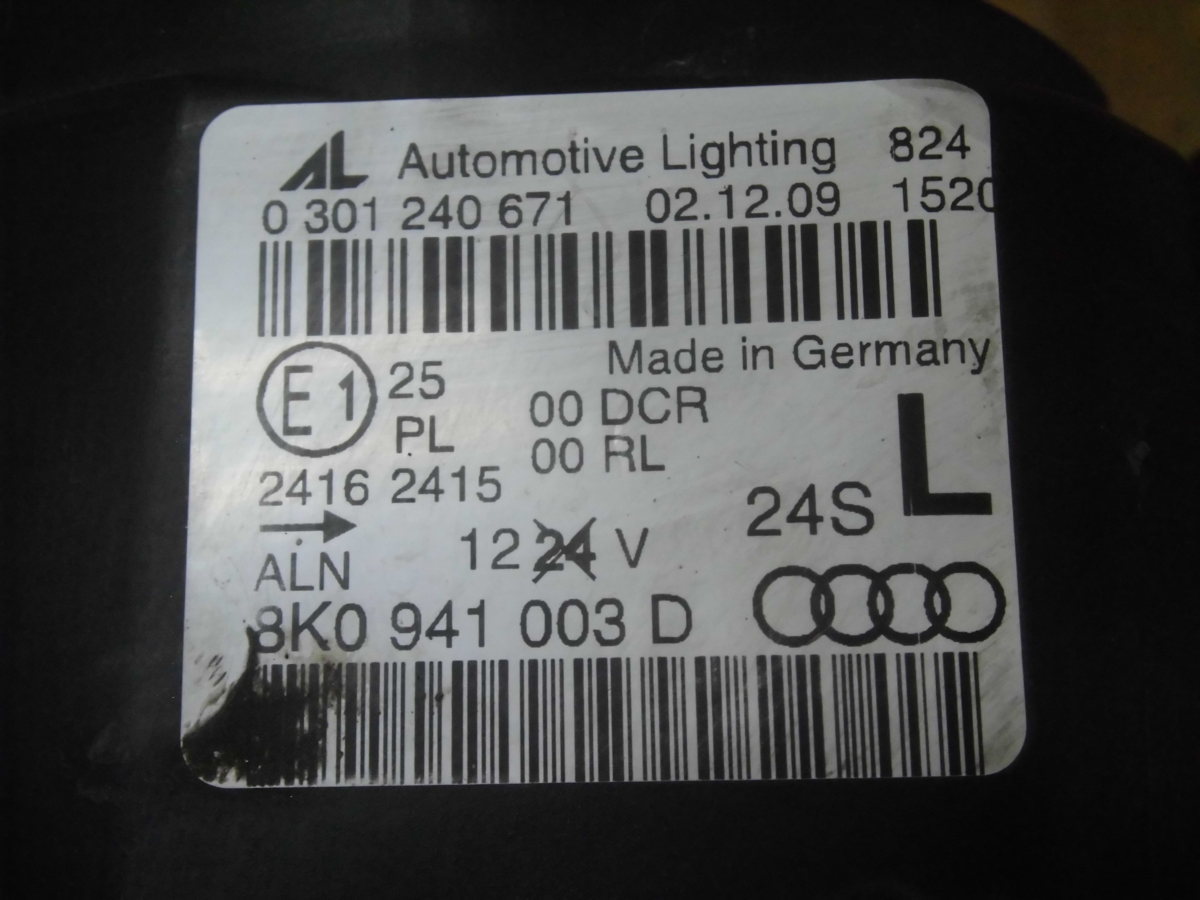 AL Automotive Lighting 824
0 301 240 671 02.12.09 1520
Made in Germany
E1 25 00 DCR
PL 00 RL
L
2416 2415
24S
12 24 V
ALN
8K0 941 003 D